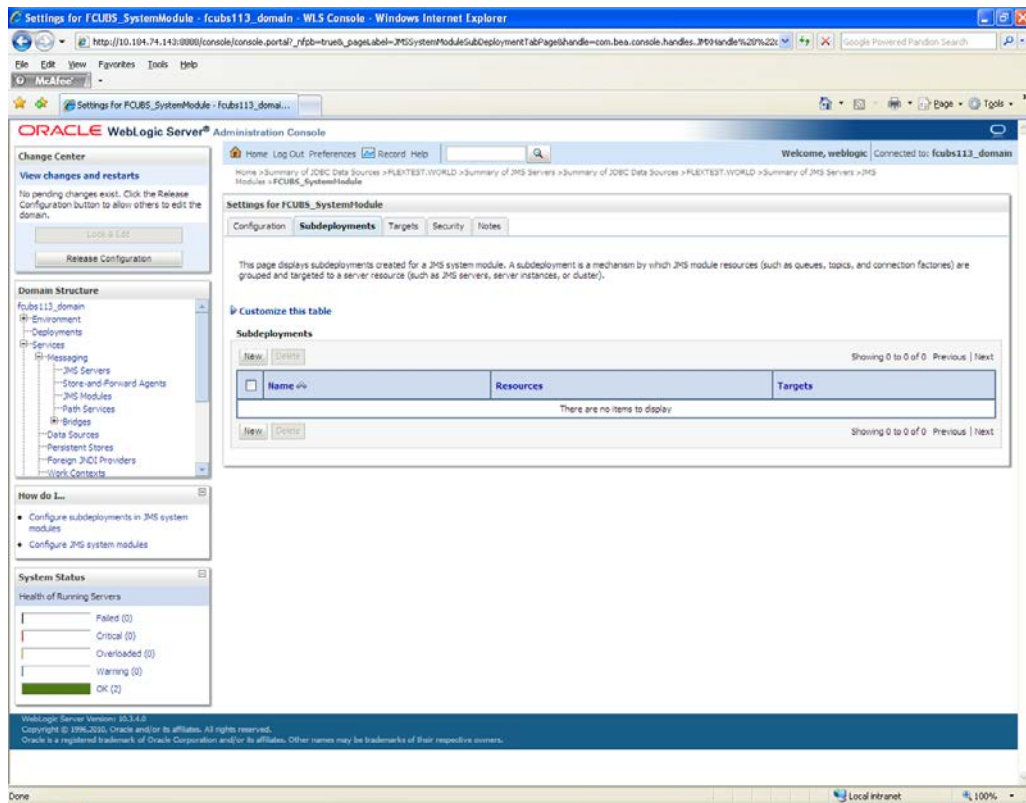 Settings for FCUBS_SystemModule - fcubs113_domain - WLS Console - Windows Internet Explorer
Google Powered Pandion Search
File Edit View Favorites Tools Help
McAfee
Settings for FCUBS_SystemModule - fcubs113_domai...
Page Tools
ORACLE WebLogic Server® Administration Console
Change Center
View changes and restarts
No pending changes exist. Click the Release
Configuration button to allow others to edit the
domain.
Lock & Edit
Release Configuration
Domain Structure
fcubs113_domain
Environment
Deployments
Services
Messaging
JMS Servers
Store-and-Forward Agents
JMS Modules
Path Services
Bridges
Data Sources
Persistent Stores
Foreign JNDI Providers
Work Contexts
How do I...
Configure subdeployments in JMS system
modules
Configure JMS system modules
System Status
Health of Running Servers
Failed (0)
Critical (0)
Overloaded (0)
Warning (0)
OK (2)
Home Log Out Preferences Record Help
Welcome, weblogic Connected to: fcubs113_domain
Home >Summary of JDBC Data Sources >FLEXTEST.WORLD >Summary of JMS Servers >Summary of JDBC Data Sources >FLEXTEST.WORLD >Summary of JMS Servers >JMS
Modules >FCUBS_SystemModule
Settings for FCUBS_SystemModule
Configuration Subdeployments Targets Security Notes
This page displays subdeployments created for a JMS system module. A subdeployment is a mechanism by which JMS module resources (such as queues, topics, and connection factories) are
grouped and targeted to a server resource (such as JMS servers, server instances, or cluster).
Customize this table
Subdeployments
New Delete Showing 0 to 0 of 0 Previous | Next
Name Resources Targets
There are no items to display
New Delete Showing 0 to 0 of 0 Previous | Next
WebLogic Server Version: 10.3.4.0
Copyright © 1996,2010, Oracle and/or its affiliates. All rights reserved.
Oracle is a registered trademark of Oracle Corporation and/or its affiliates. Other names may be trademarks of their respective owners.
Done Local intranet 100%